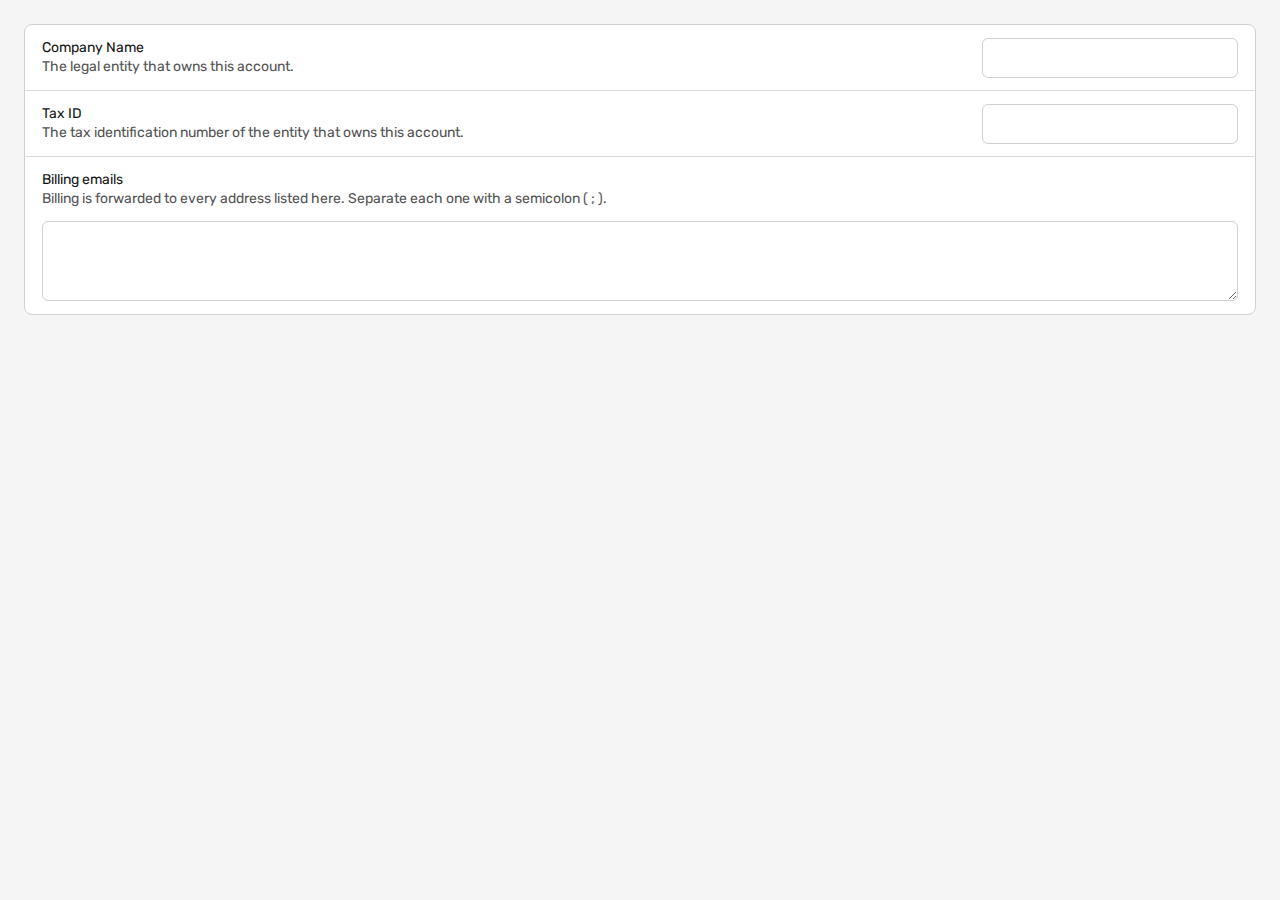 Company Name
The legal entity that owns this account.
Tax ID
The tax identification number of the entity that owns this account.
Billing emails
Billing is forwarded to every address listed here. Separate each one with a semicolon ( ; ).